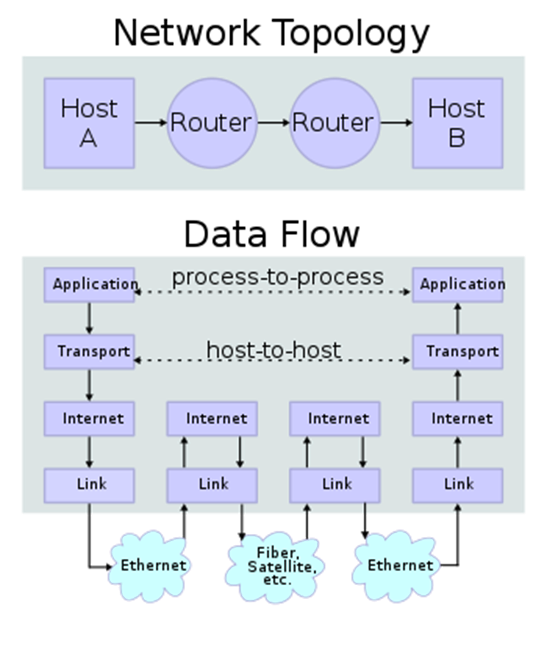 Network Topology
Host
A
Router
Router
Host
B
Data Flow
Application
process-to-process
Application
Transport
host-to-host
Transport
Internet
Internet
Internet
Internet
Link
Link
Link
Link
Ethernet
Fiber,
Satellite,
etc.
Ethernet